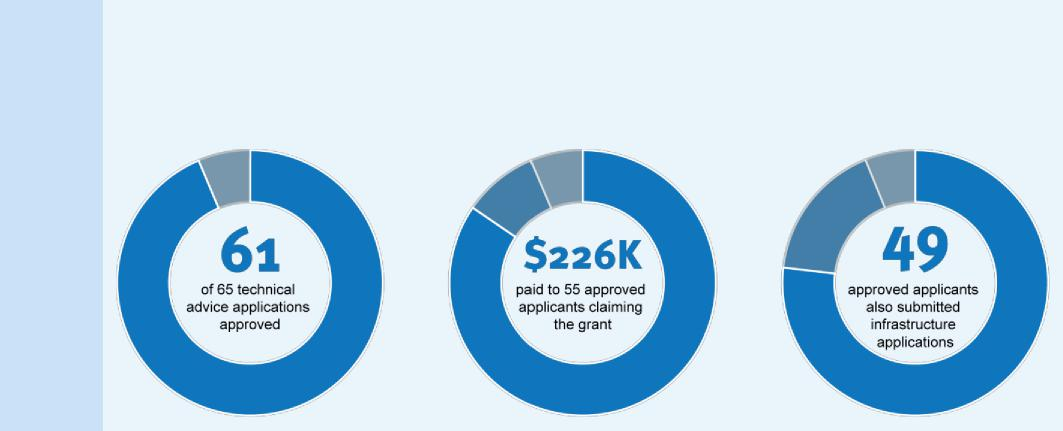 61
of 65 technical
advice applications
approved
$226K
paid to 55 approved
applicants claiming
the grant
49
approved applicants
also submitted
infrastructure
applications